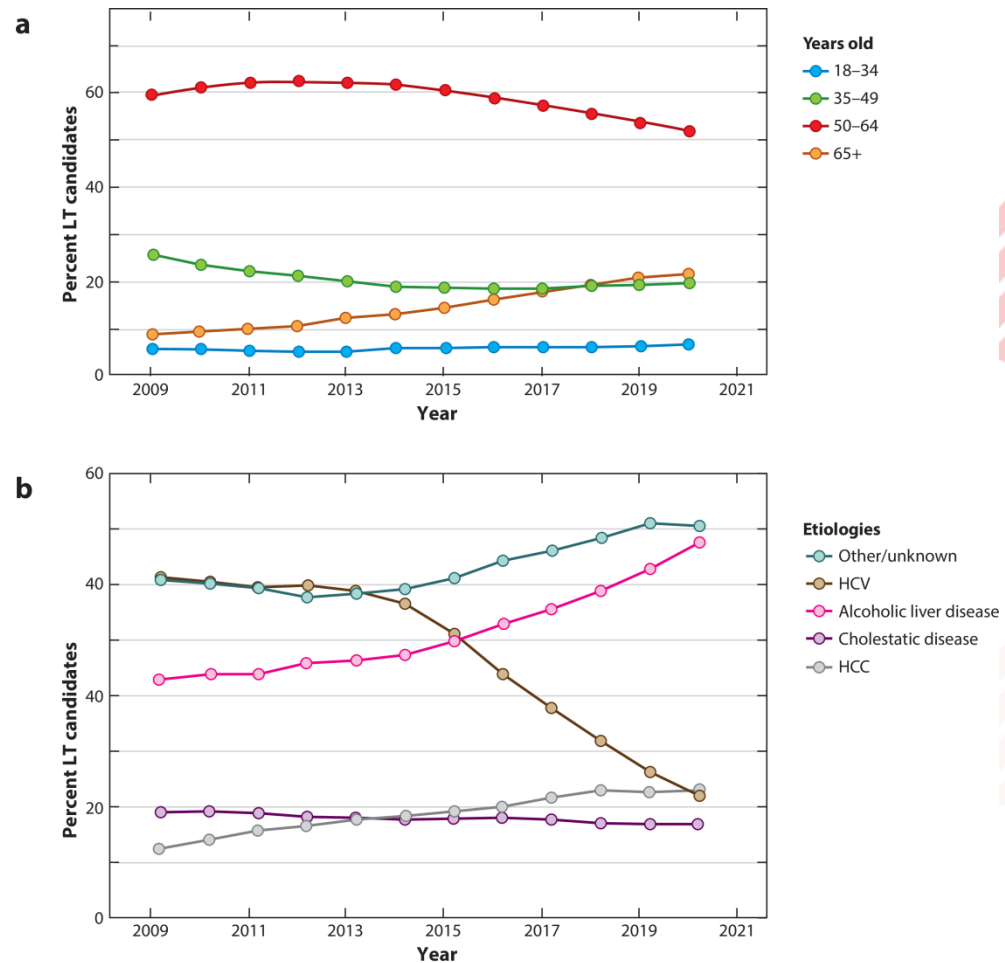 a
Percent LT candidates
60
40
20
0
2009 2011 2013 2015 2017 2019 2021
Year
Years old
18–34
35–49
50–64
65+
b
Percent LT candidates
60
40
40
20
0
2009 2011 2013 2015 2017 2019 2021
Year
Etiologies
Other/unknown
HCV
Alcoholic liver disease
Cholestatic disease
HCC